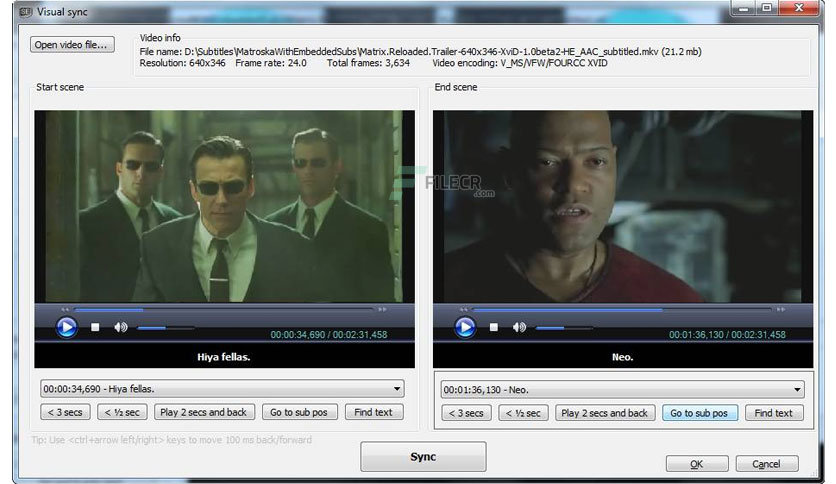 Visual sync
Open video file...
Video info
File name: D:\Subtitles\MatroskaWithEmbeddedSubs\Matrix.Reloaded.Trailer-640x346-XviD-1.0beta2-HE_AAC_subtitled.mkv (21.2 mb)
Resolution: 640x346 Frame rate: 24.0 Total frames: 3,634 Video encoding: V_MS/VFW/FOURCC XVID
Start scene
End scene
FILECR
.com
00:00:34,690 / 00:02:31,458
00:01:36,130 / 00:02:31,458
Hiya fellas.
Neo.
00:00:34,690 - Hiya fellas.
00:01:36,130 - Neo.
< 3 secs
< ½ sec
Play 2 secs and back
Go to sub pos
Find text
< 3 secs
< ½ sec
Play 2 secs and back
Go to sub pos
Find text
Tip: Use <ctrl+arrow left/right> keys to move 100 ms back/forward
Sync
OK
Cancel